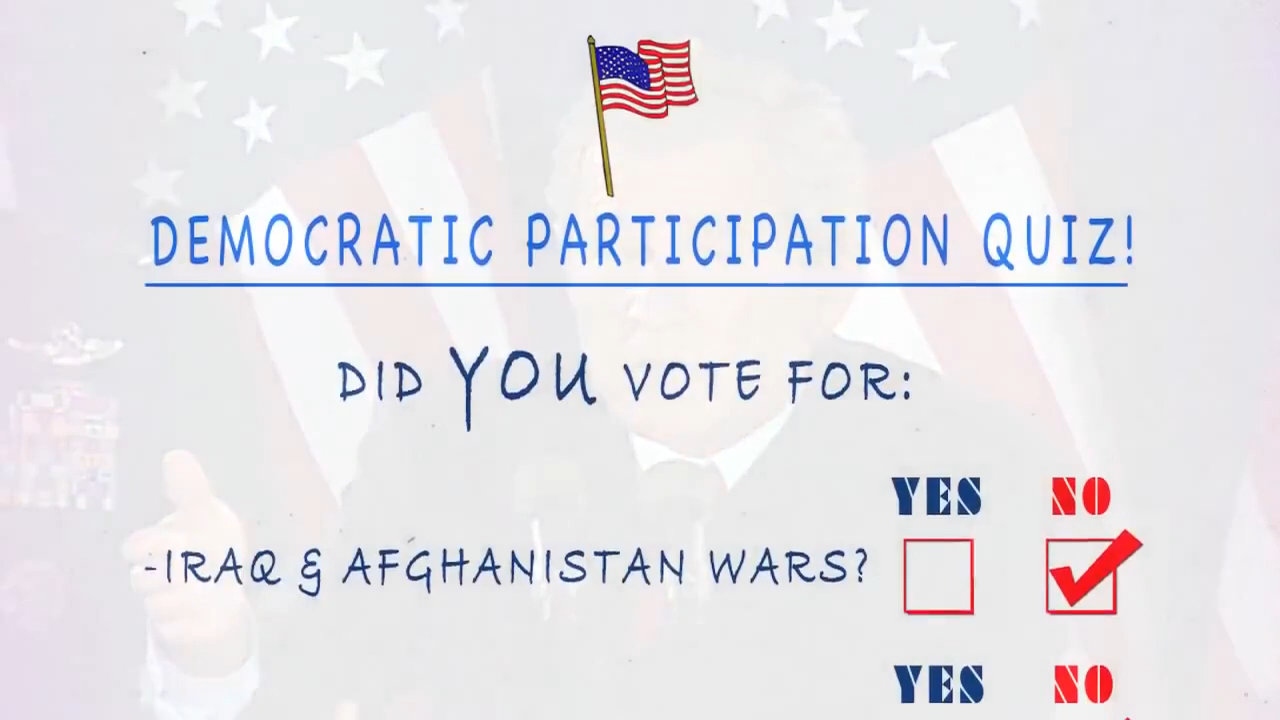 DEMOCRATIC PARTICIPATION QUIZ!
DID YOU VOTE FOR:
YES NO
-IRAQ & AFGHANISTAN WARS?
YES NO